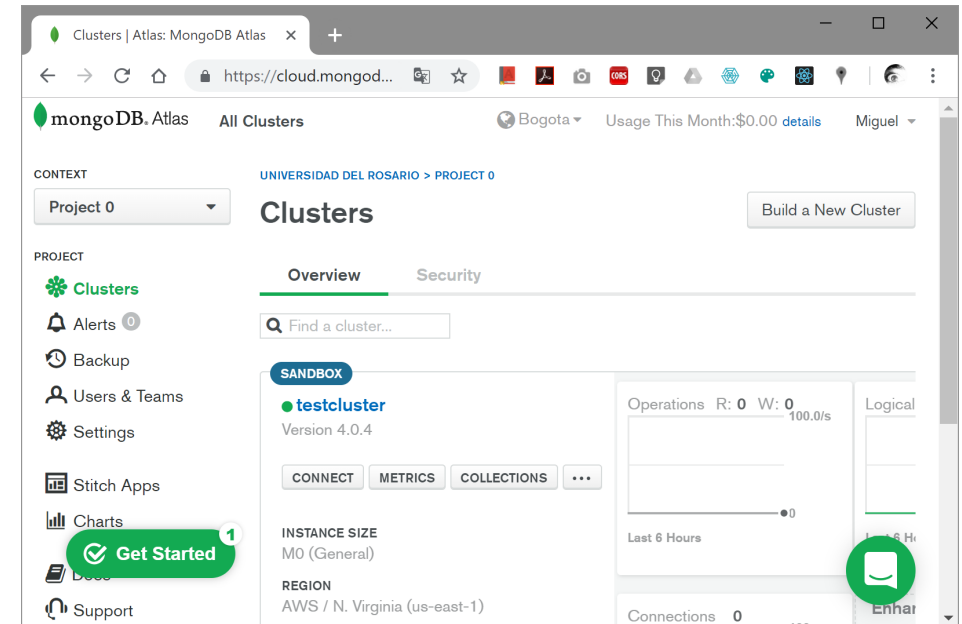 Clusters | Atlas: MongoDB Atlas
https://cloud.mongod...
CORS
mongoDB. Atlas
All Clusters
Bogota
Usage This Month:$0.00 details
Miguel
CONTEXT
Project 0
UNIVERSIDAD DEL ROSARIO > PROJECT 0
Clusters
Build a New Cluster
PROJECT
Clusters
Alerts 0
Backup
Users & Teams
Settings
Stitch Apps
Charts
Get Started 1
Docs
Support
Overview
Security
Find a cluster...
SANDBOX
testcluster
Version 4.0.4
CONNECT
METRICS
COLLECTIONS
...
INSTANCE SIZE
M0 (General)
REGION
AWS / N. Virginia (us-east-1)
Operations R: 0 W: 0
100.0/s
0
Last 6 Hours
Connections 0
Logical
Enhan